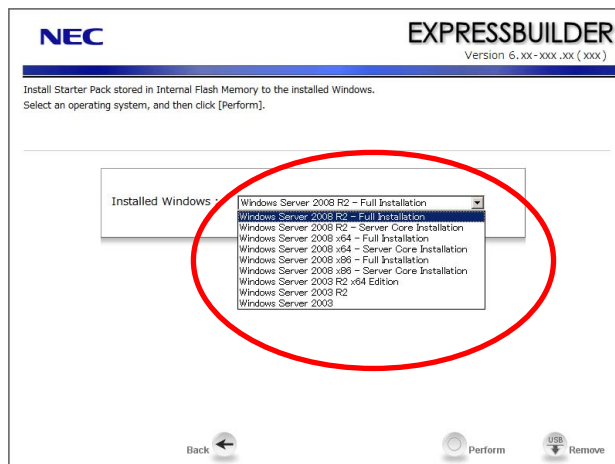 NEC
EXPRESSBUILDER
Version 6.xx-xxx.xx (xxx)
Install Starter Pack stored in Internal Flash Memory to the installed Windows.
Select an operating system, and then click [Perform].
Installed Windows :
Windows Server 2008 R2 - Full Installation
Windows Server 2008 R2 - Full Installation
Windows Server 2008 R2 - Server Core Installation
Windows Server 2008 x64 - Full Installation
Windows Server 2008 x64 - Server Core Installation
Windows Server 2008 x86 - Full Installation
Windows Server 2008 x86 - Server Core Installation
Windows Server 2003 R2 x64 Edition
Windows Server 2003 R2
Windows Server 2003
Back
Perform
USB
Remove